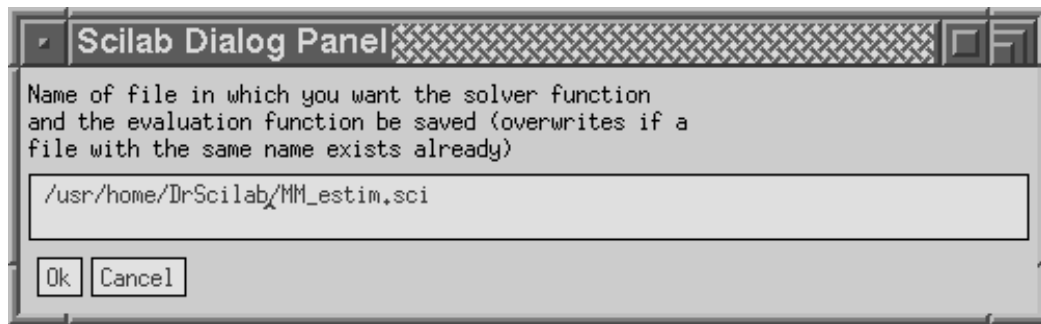 Scilab Dialog Panel
Name of file in which you want the solver function
and the evaluation function be saved (overwrites if a
file with the same name exists already)
/usr/home/DrScilab/MM_estim.sci
Ok Cancel